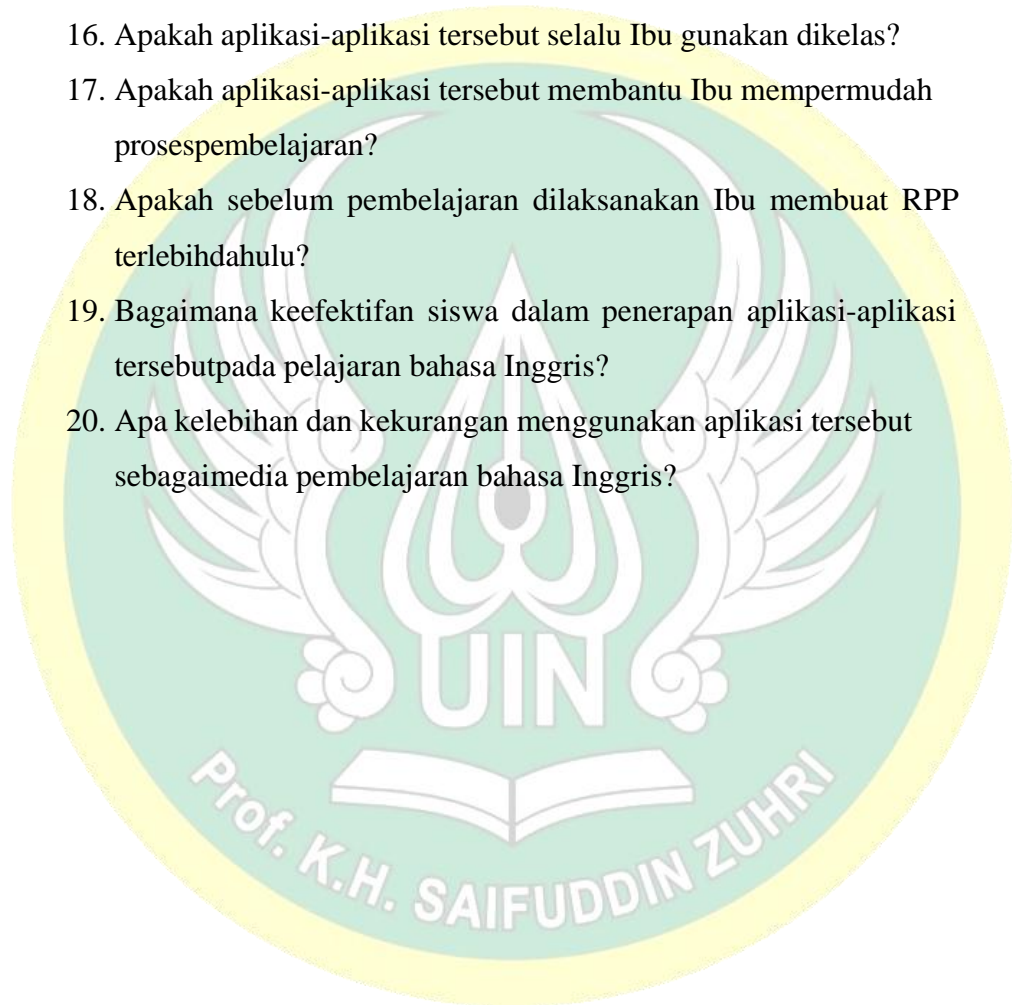 16. Apakah aplikasi-aplikasi tersebut selalu Ibu gunakan dikelas?
17. Apakah aplikasi-aplikasi tersebut membantu Ibu mempermudah
prosespembelajaran?
18. Apakah sebelum pembelajaran dilaksanakan Ibu membuat RPP
terlebihdahulu?
19. Bagaimana keefektifan siswa dalam penerapan aplikasi-aplikasi
tersebutpada pelajaran bahasa Inggris?
20. Apa kelebihan dan kekurangan menggunakan aplikasi tersebut
sebagaimedia pembelajaran bahasa Inggris?
UIN
Prof. K.H. SAIFUDDIN ZUHRI